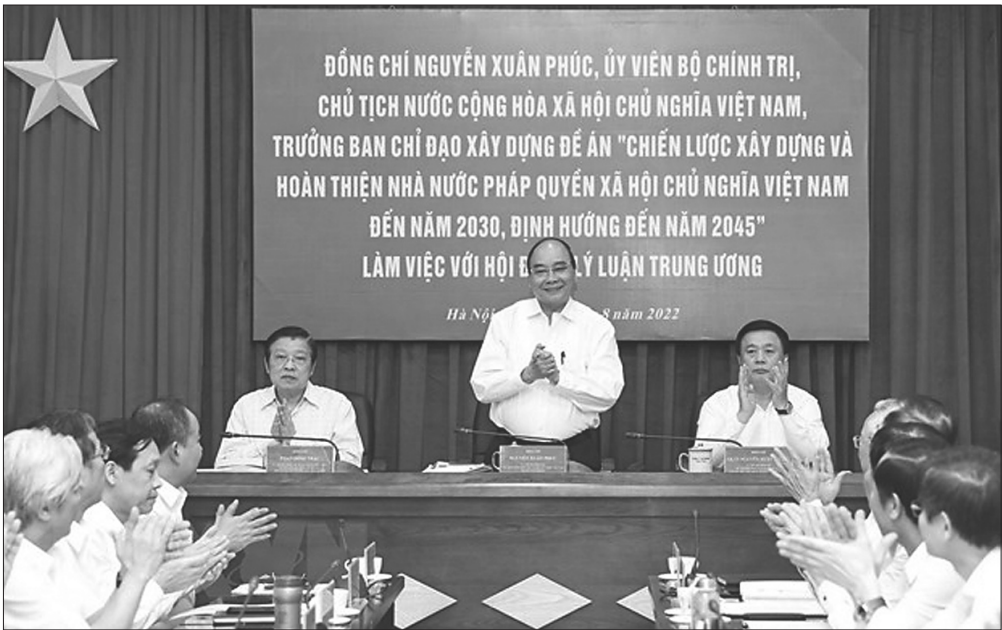 ĐỒNG CHÍ NGUYỄN XUÂN PHÚC, ỦY VIÊN BỘ CHÍNH TRỊ,
CHỦ TỊCH NƯỚC CỘNG HÒA XÃ HỘI CHỦ NGHĨA VIỆT NAM,
TRƯỞNG BAN CHỈ ĐẠO XÂY DỰNG ĐỀ ÁN "CHIẾN LƯỢC XÂY DỰNG VÀ
HOÀN THIỆN NHÀ NƯỚC PHÁP QUYỀN XÃ HỘI CHỦ NGHĨA VIỆT NAM
ĐẾN NĂM 2030, ĐỊNH HƯỚNG ĐẾN NĂM 2045"
LÀM VIỆC VỚI HỘI LÝ LUẬN TRUNG ƯƠNG
Hà Nội 8 năm 2022
NGUYỄN XUÂN PHÚC